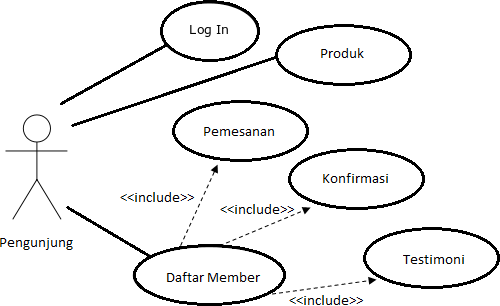 Log In
Produk
Pemesanan
Konfirmasi
<<include>>
<<include>>
Pengunjung
Testimoni
Daftar Member
<<include>>